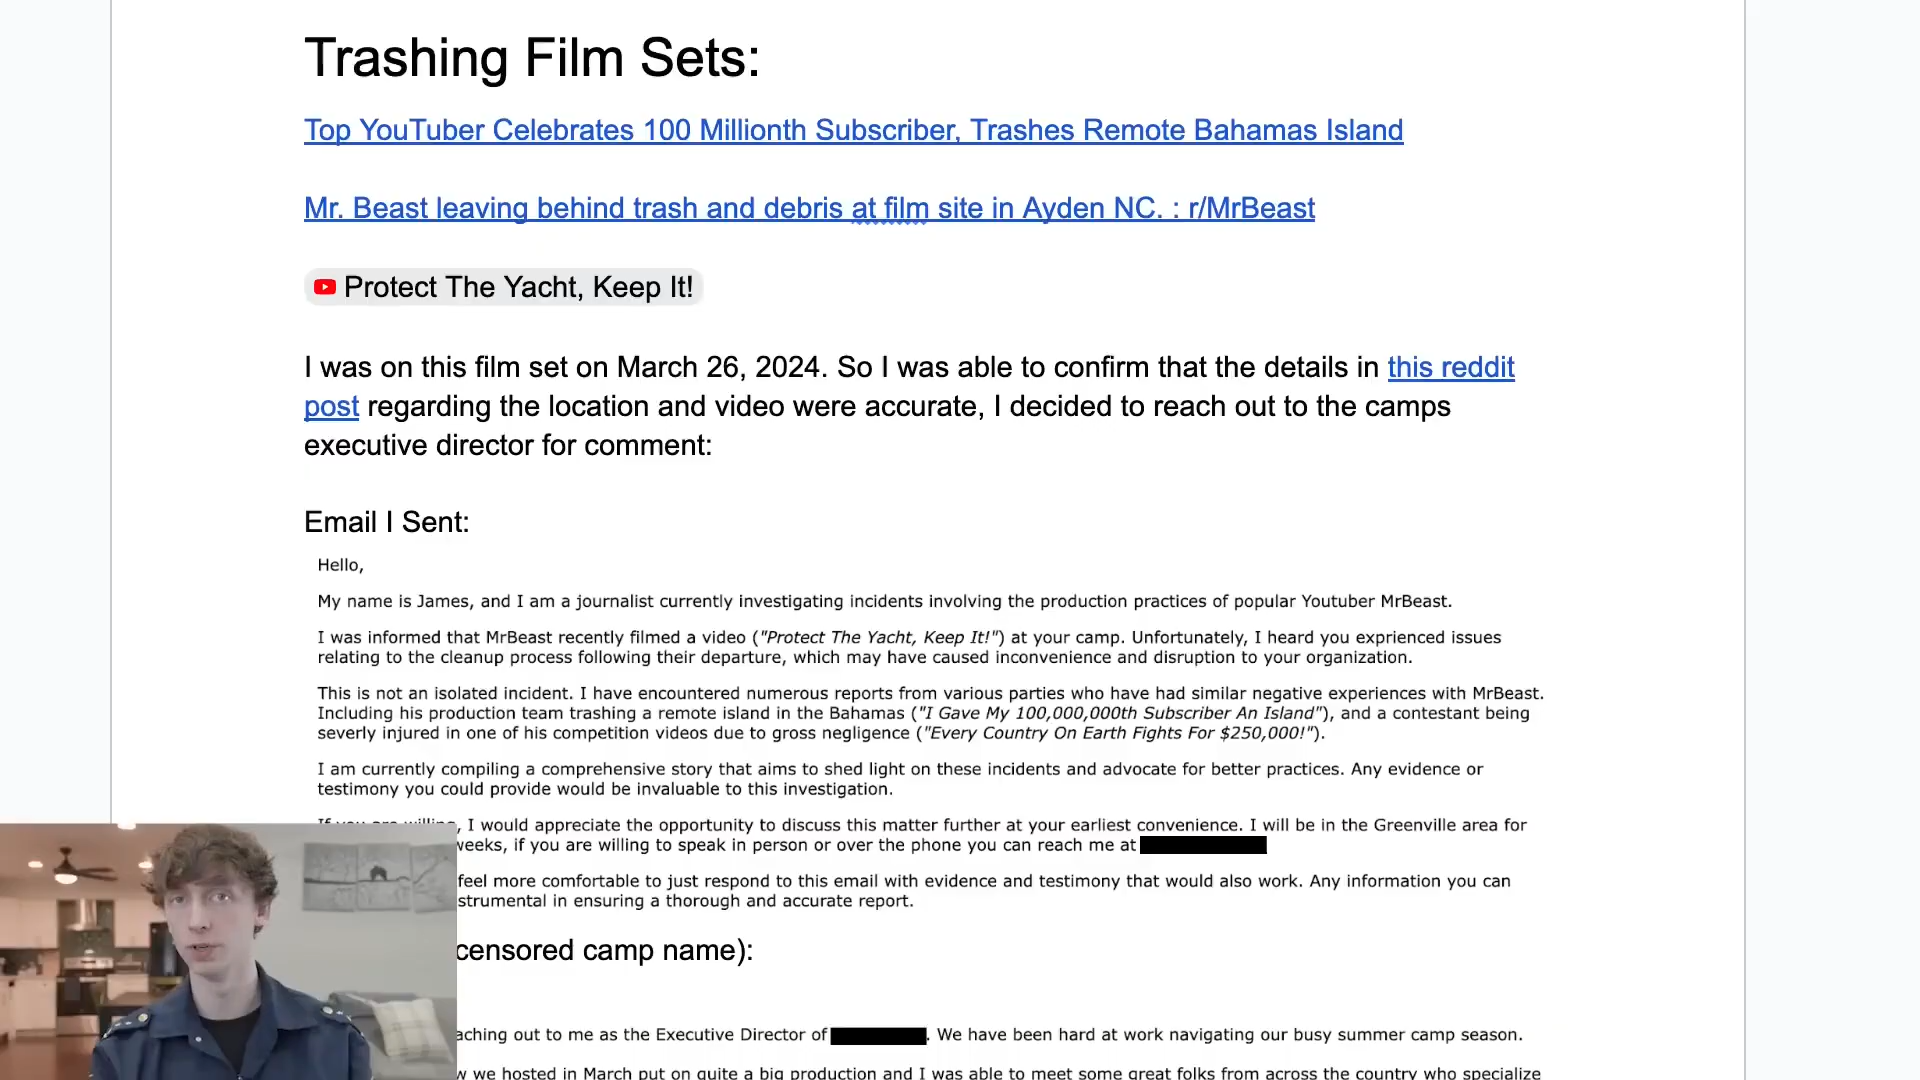 Trashing Film Sets:
Top YouTuber Celebrates 100 Millionth Subscriber, Trashes Remote Bahamas Island
Mr. Beast leaving behind trash and debris at film site in Ayden NC. : r/MrBeast
Protect The Yacht, Keep It!
I was on this film set on March 26, 2024. So I was able to confirm that the details in this reddit
post regarding the location and video were accurate, I decided to reach out to the camps
executive director for comment:
Email I Sent:
Hello,
My name is James, and I am a journalist currently investigating incidents involving the production practices of popular Youtuber MrBeast.
I was informed that MrBeast recently filmed a video ("Protect The Yacht, Keep It!") at your camp. Unfortunately, I heard you exprienced issues
relating to the cleanup process following their departure, which may have caused inconvenience and disruption to your organization.
This is not an isolated incident. I have encountered numerous reports from various parties who have had similar negative experiences with MrBeast.
Including his production team trashing a remote island in the Bahamas ("I Gave My 100,000,000th Subscriber An Island"), and a contestant being
severly injured in one of his competition videos due to gross negligence ("Every Country On Earth Fights For $250,000!").
I am currently compiling a comprehensive story that aims to shed light on these incidents and advocate for better practices. Any evidence or
testimony you could provide would be invaluable to this investigation.
If you are willing, I would appreciate the opportunity to discuss this matter further at your earliest convenience. I will be in the Greenville area for
weeks, if you are willing to speak in person or over the phone you can reach me at
feel more comfortable to just respond to this email with evidence and testimony that would also work. Any information you can
strumental in ensuring a thorough and accurate report.
censored camp name):
aching out to me as the Executive Director of . We have been hard at work navigating our busy summer camp season.
w we hosted in March put on quite a big production and I was able to meet some great folks from across the country who specialize